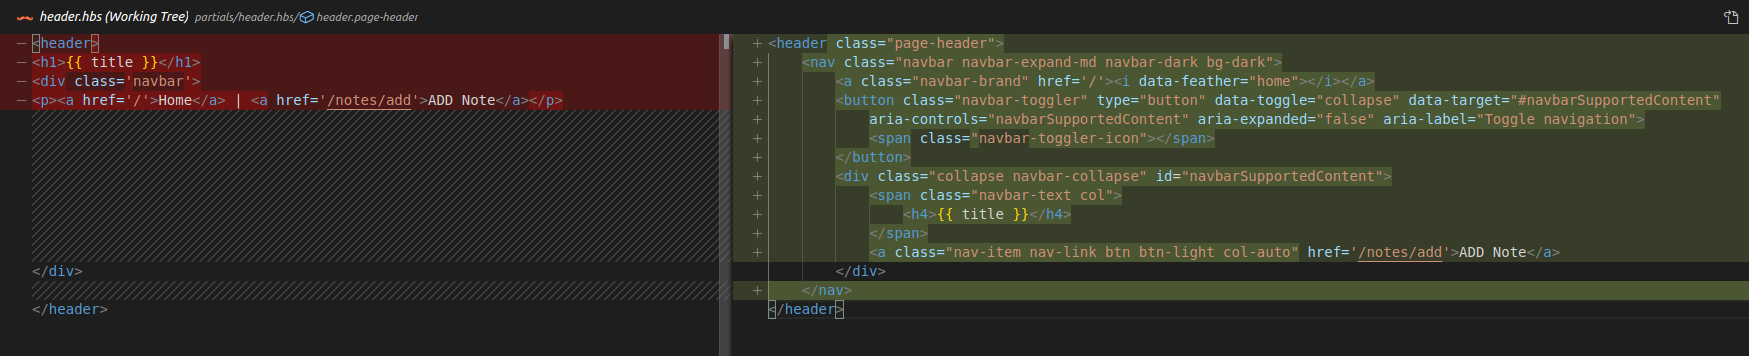 header.hbs (Working Tree) partials/header.hbs/header.page-header
— <header>
— <h1>{{ title }}</h1>
— <div class='navbar'>
— <p><a href='/'>Home</a> | <a href='/notes/add'>ADD Note</a></p>
</div>
</header>
+ <header class="page-header">
+ <nav class="navbar navbar-expand-md navbar-dark bg-dark">
+ <a class="navbar-brand" href='/'><i data-feather="home"></i></a>
+ <button class="navbar-toggler" type="button" data-toggle="collapse" data-target="#navbarSupportedContent"
+ aria-controls="navbarSupportedContent" aria-expanded="false" aria-label="Toggle navigation">
+ <span class="navbar-toggler-icon"></span>
+ </button>
+ <div class="collapse navbar-collapse" id="navbarSupportedContent">
+ <span class="navbar-text col">
+ <h4>{{ title }}</h4>
+ </span>
+ <a class="nav-item nav-link btn btn-light col-auto" href='/notes/add'>ADD Note</a>
</div>
+ </nav>
</header>